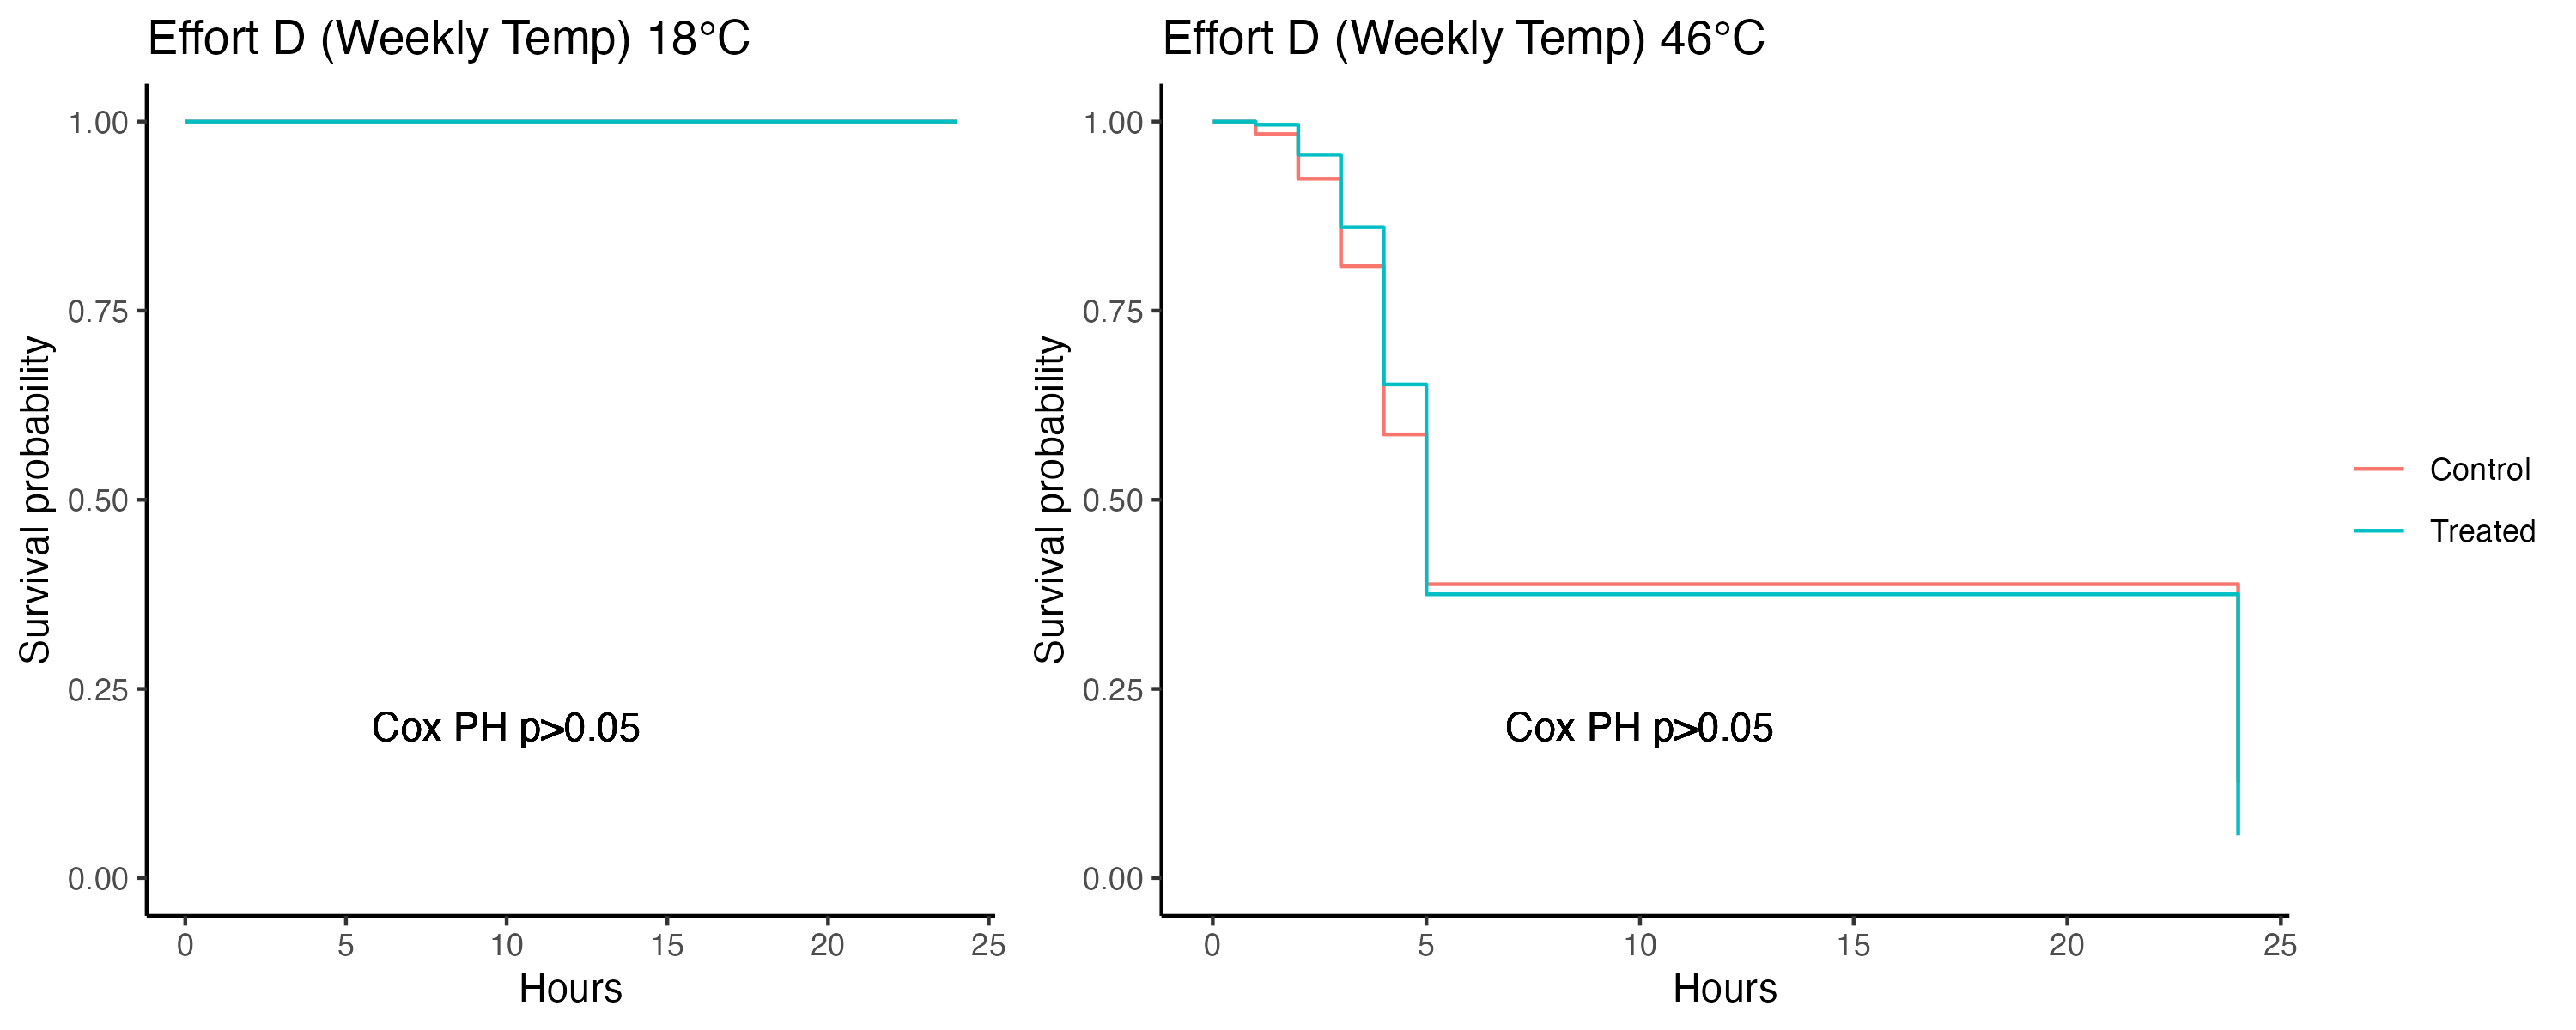 Effort D (Weekly Temp) 18°C
Survival probability
1.00
0.75
0.50
0.25
0.00
Cox PH p>0.05
0 5 10 15 20 25
Hours
Effort D (Weekly Temp) 46°C
Survival probability
1.00
0.75
0.50
0.25
0.00
Cox PH p>0.05
0 5 10 15 20 25
Hours
Control
Treated